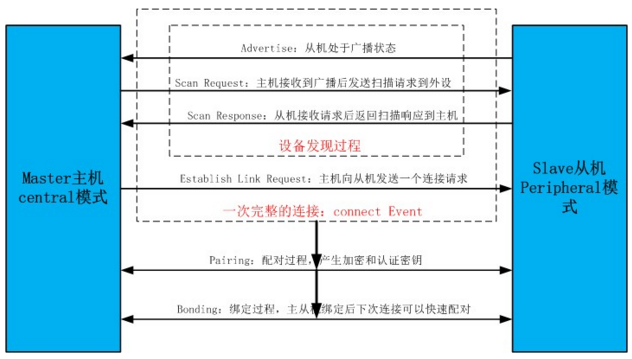 Advertise：从机处于广播状态
Scan Request：主机接收到广播后发送扫描请求到外设
Scan Response：从机接收请求后返回扫描响应到主机
设备发现过程
Master主机
central模式
Slave从机
Peripheral模
式
Establish Link Request：主机向从机发送一个连接请求
一次完整的连接：connect Event
Pairing：配对过程，产生加密和认证密钥
Bonding：绑定过程，主从机绑定后下次连接可以快速配对